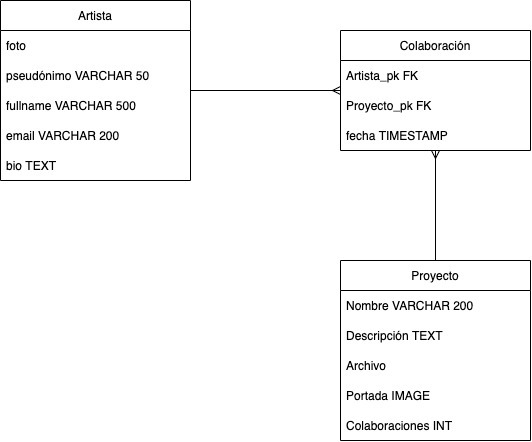 Artista
foto
pseudónimo VARCHAR 50
fullname VARCHAR 500
email VARCHAR 200
bio TEXT
Colaboración
Artista_pk FK
Proyecto_pk FK
fecha TIMESTAMP
Proyecto
Nombre VARCHAR 200
Descripción TEXT
Archivo
Portada IMAGE
Colaboraciones INT